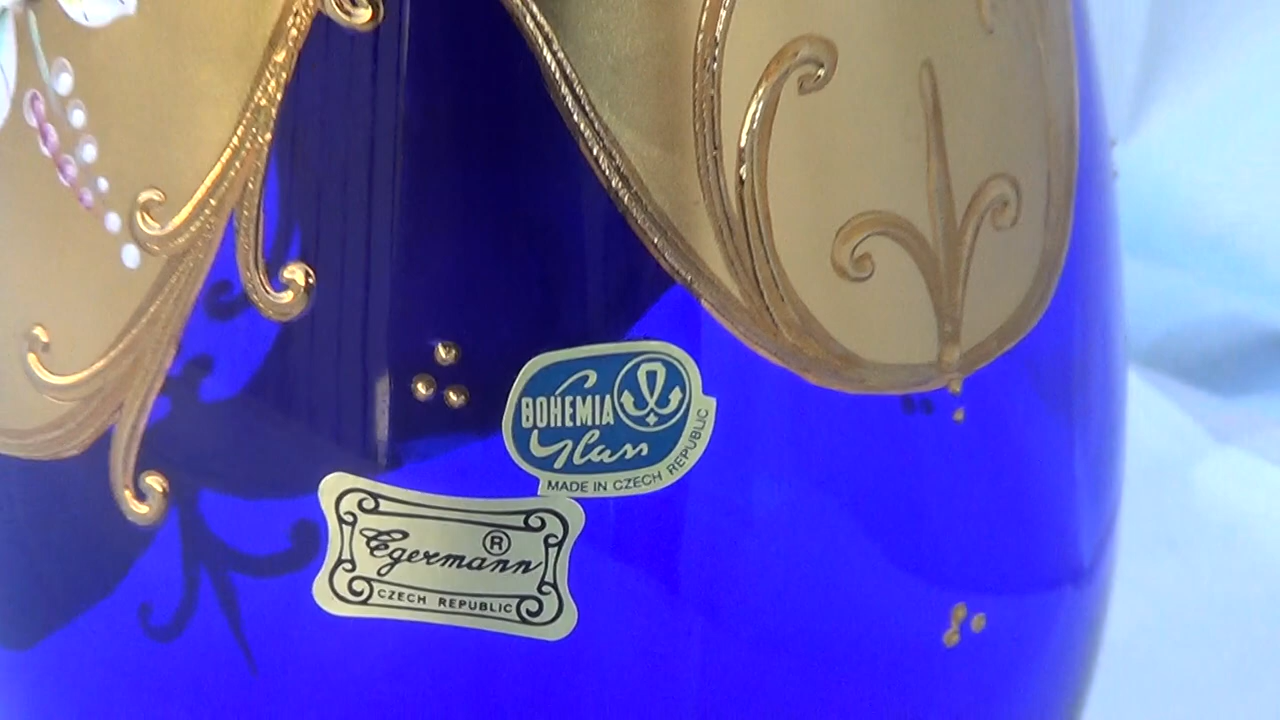 BOHEMIA
Glass
MADE IN CZECH REPUBLIC
Egermann ®
CZECH REPUBLIC